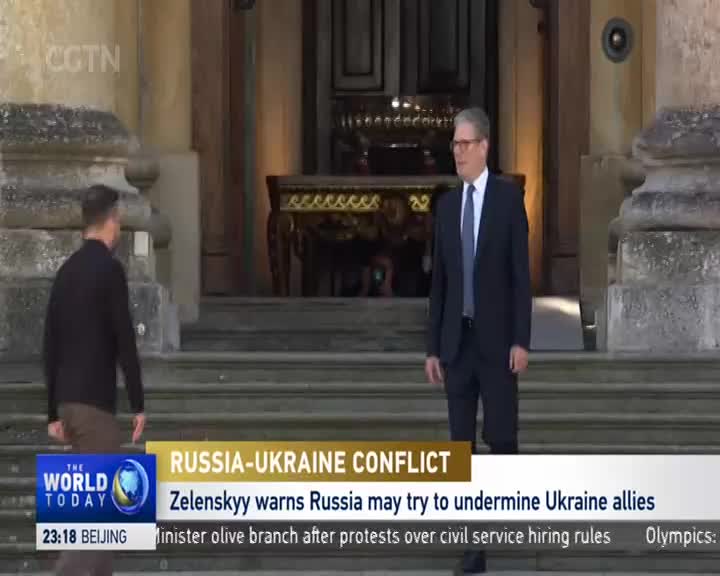 CGTN
RUSSIA-UKRAINE CONFLICT
THE
WORLD
TODAY
Zelenskyy warns Russia may try to undermine Ukraine allies
23:18 BEIJING
Minister olive branch after protests over civil service hiring rules Olympics: